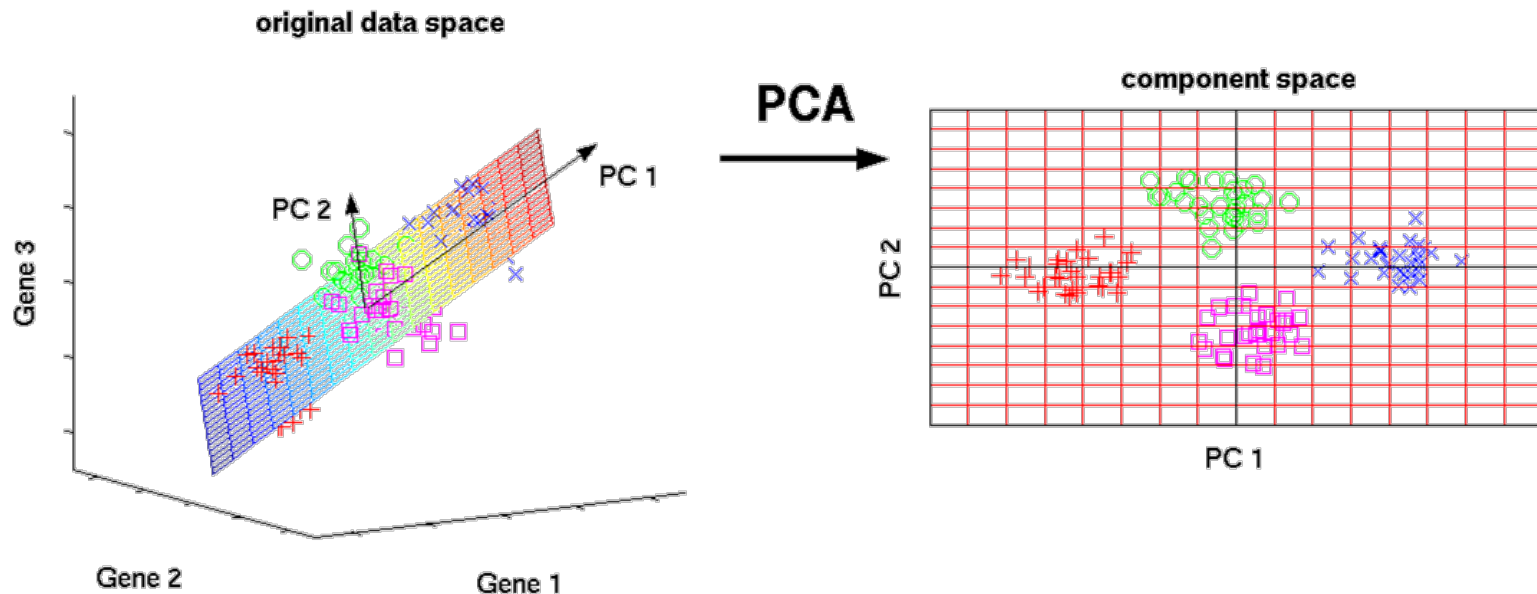 original data space
PC 1
PC 2
Gene 3
Gene 2
Gene 1
PCA
component space
PC 2
PC 1